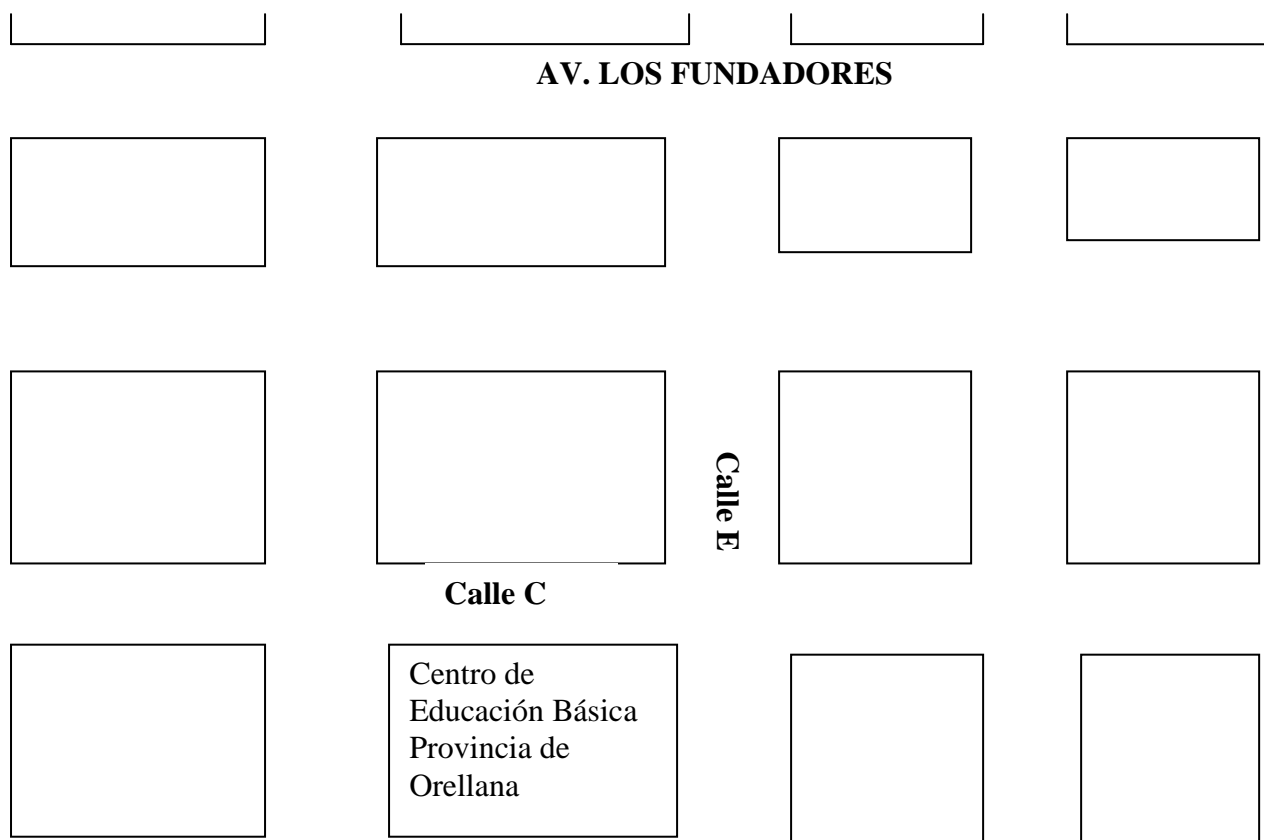 AV. LOS FUNDADORES
Calle E
Calle C
Centro de
Educación Básica
Provincia de
Orellana